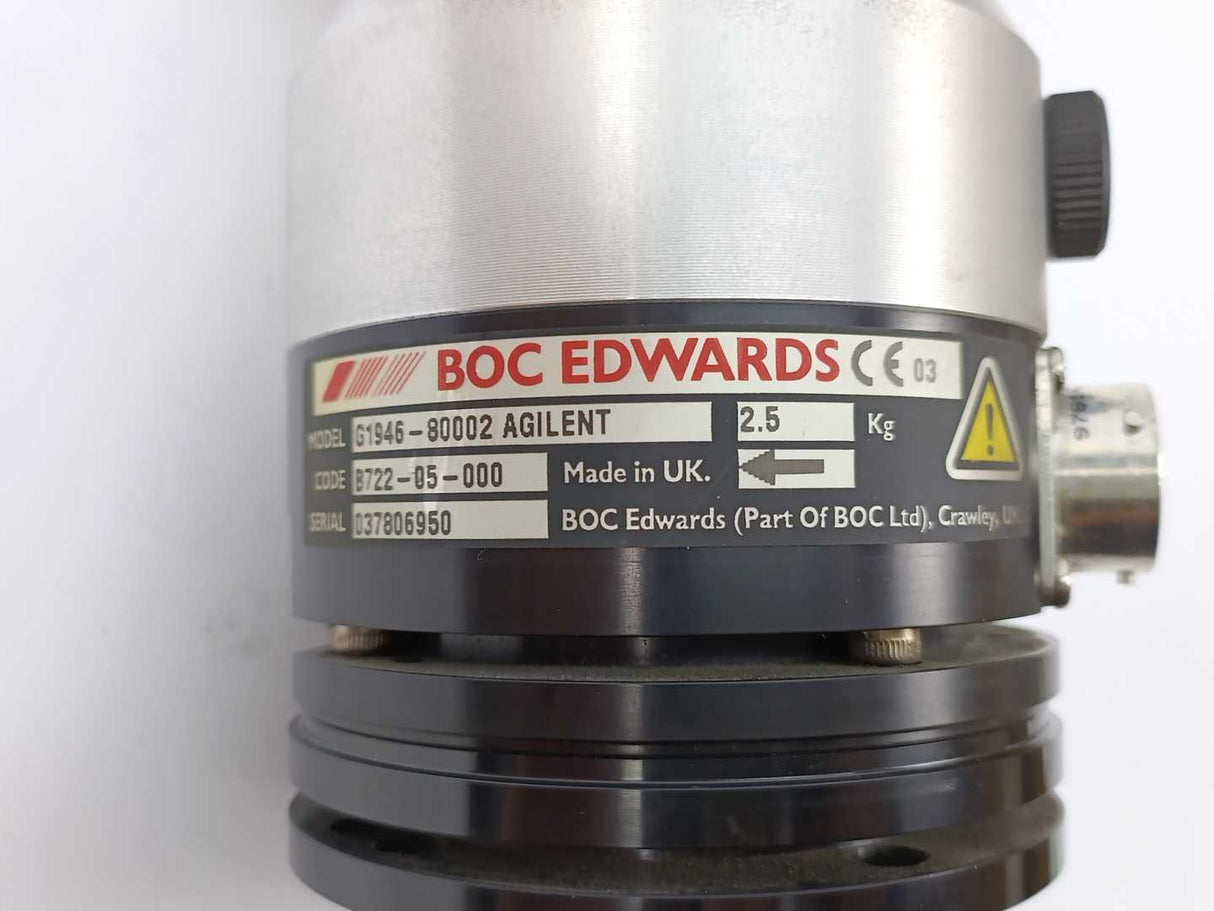 BOC EDWARDS CE 03
MODEL G1946-80002 AGILENT 2.5 Kg
CODE B722-05-000 Made in UK.
SERIAL 037806950 BOC Edwards (Part Of BOC Ltd), Crawley,